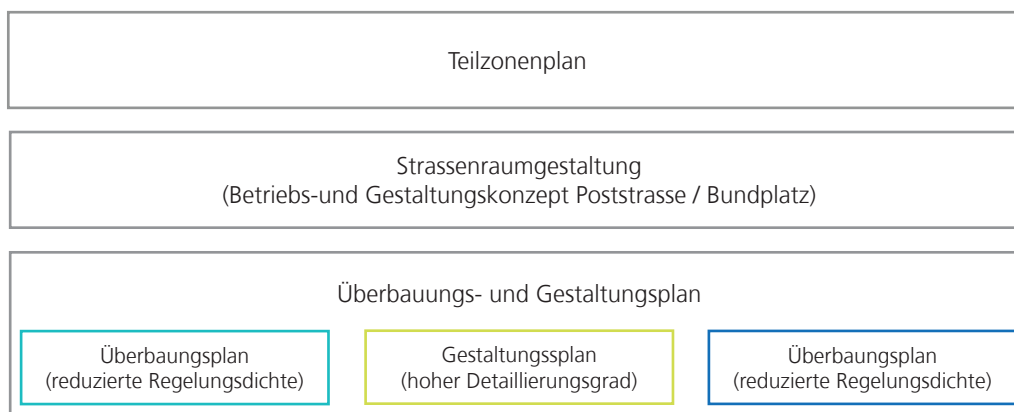 Teilzonenplan
Strassenraumgestaltung
(Betriebs-und Gestaltungskonzept Poststrasse / Bundplatz)
Überbauungs- und Gestaltungsplan
Überbaungsplan
(reduzierte Regelungsdichte)
Gestaltungssplan
(hoher Detaillierungsgrad)
Überbaungsplan
(reduzierte Regelungsdichte)